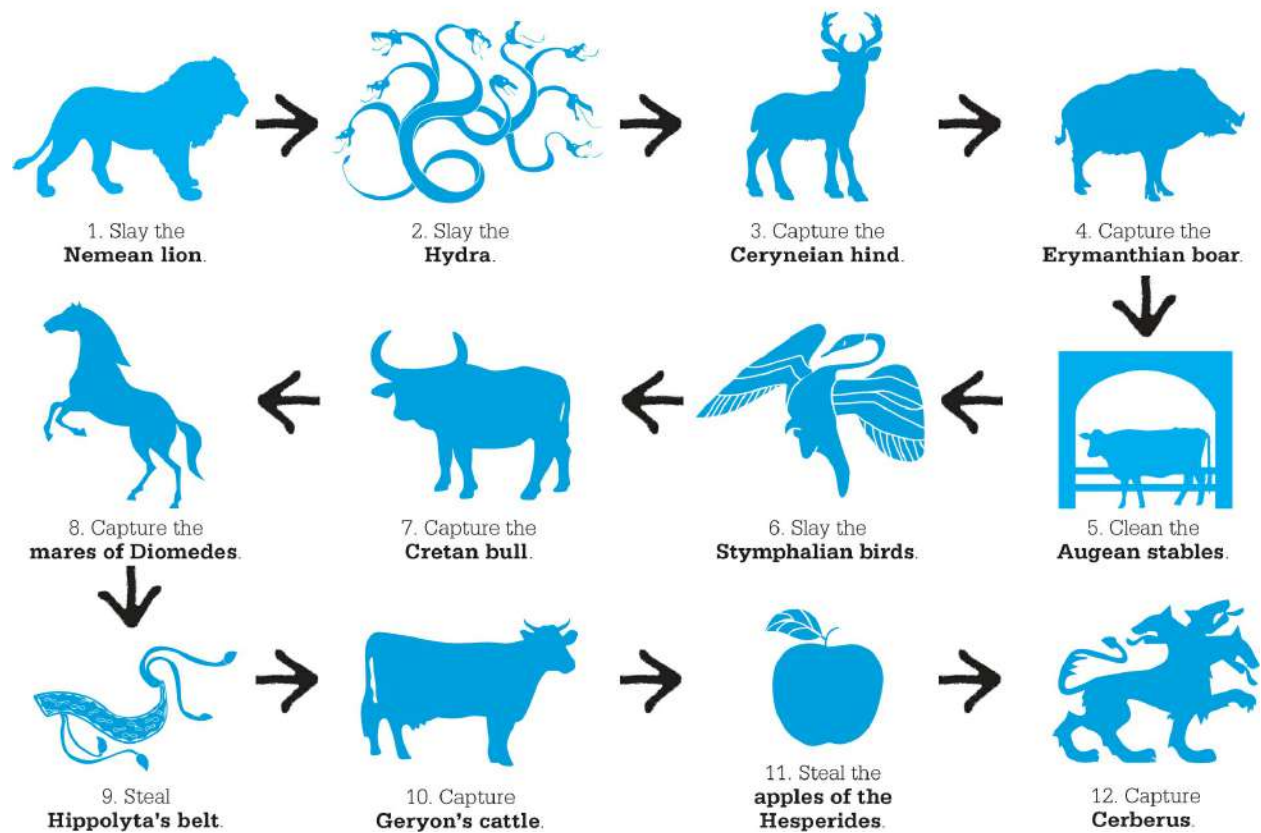 1. Slay the
Nemean lion.
2. Slay the
Hydra.
3. Capture the
Ceryneian hind.
4. Capture the
Erymanthian boar.
8. Capture the
mares of Diomedes.
7. Capture the
Cretan bull.
6. Slay the
Stymphalian birds.
5. Clean the
Augean stables.
9. Steal
Hippolyta's belt.
10. Capture
Geryon's cattle.
11. Steal the
apples of the
Hesperides.
12. Capture
Cerberus.